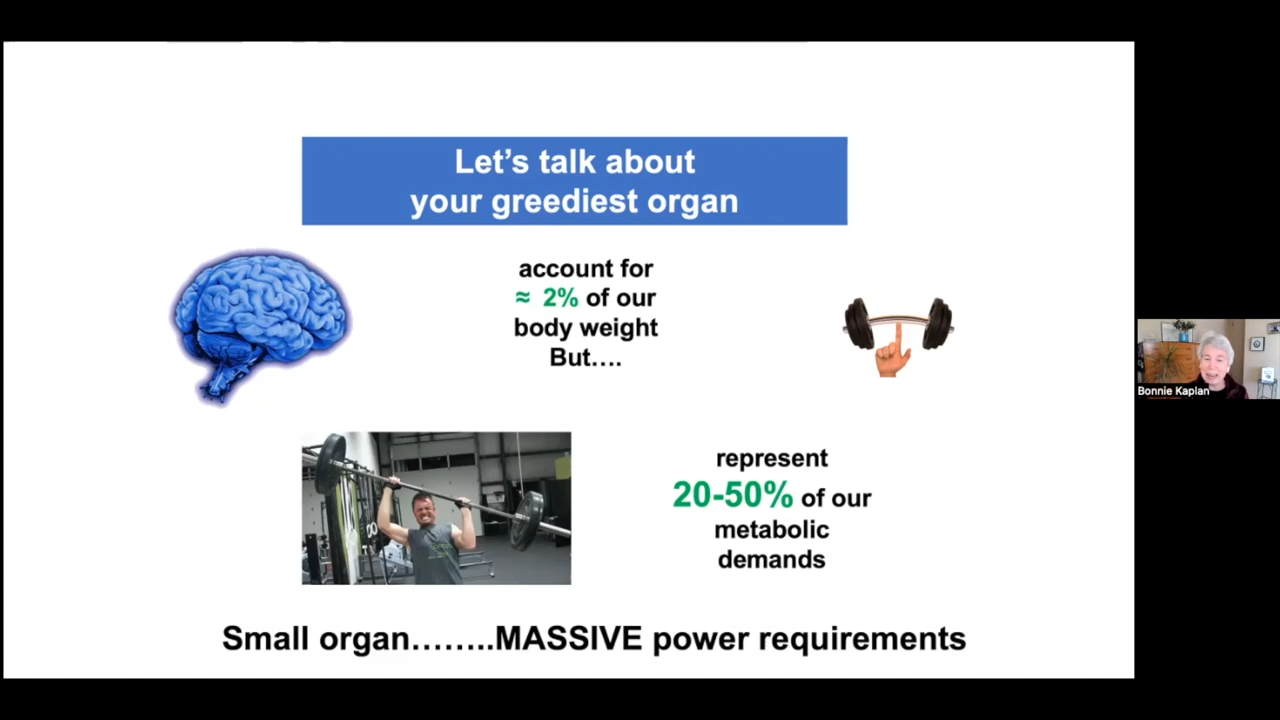 Let's talk about
your greediest organ
account for
≈ 2% of our
body weight
But….
represent
20-50% of our
metabolic
demands
Small organ……..MASSIVE power requirements
Bonnie Kaplan